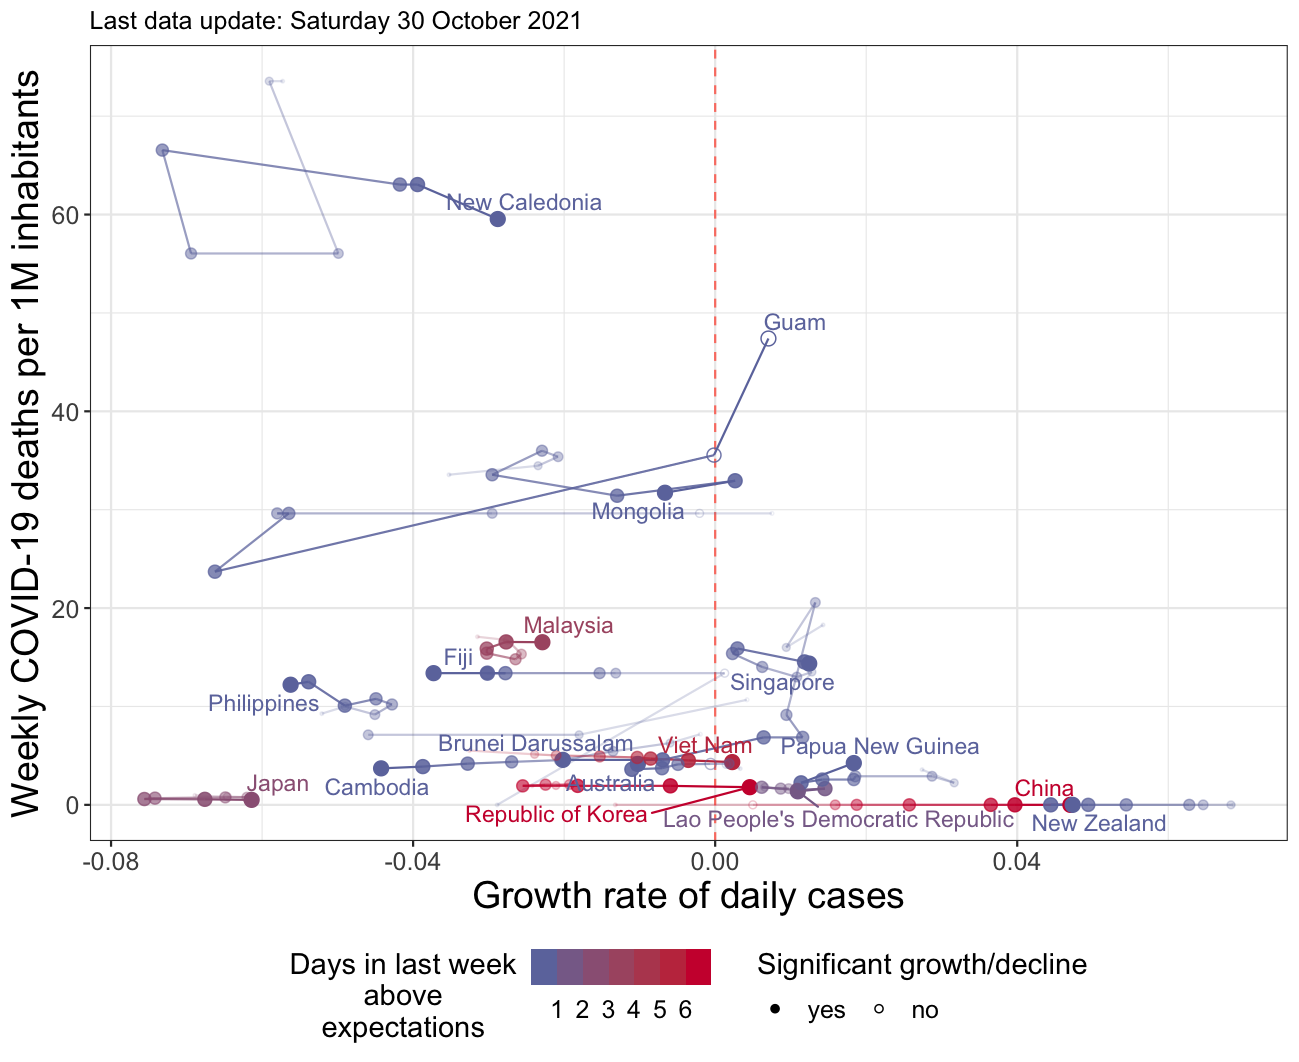 Last data update: Saturday 30 October 2021
Weekly COVID-19 deaths per 1M inhabitants
60
40
20
0
New Caledonia
Guam
Mongolia
Malaysia
Fiji
Singapore
Philippines
Brunei Darussalam
Viet Nam
Papua New Guinea
Japan
Cambodia
Australia
China
Republic of Korea
Lao People's Democratic Republic
New Zealand
-0.08
-0.04
0.00
0.04
Growth rate of daily cases
Days in last week
above
expectations
1 2 3 4 5 6
Significant growth/decline
yes
no